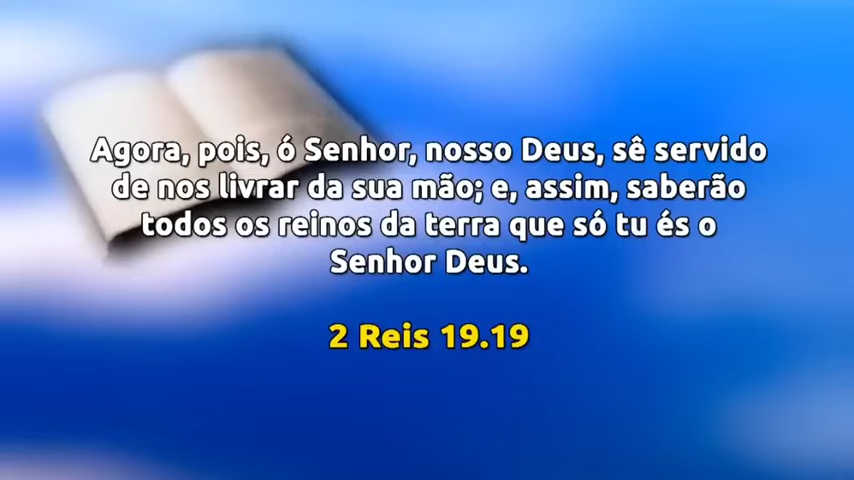 Agora, pois, ó Senhor, nosso Deus, sê servido
de nos livrar da sua mão; e, assim, saberão
todos os reinos da terra que só tu és o
Senhor Deus.
2 Reis 19.19